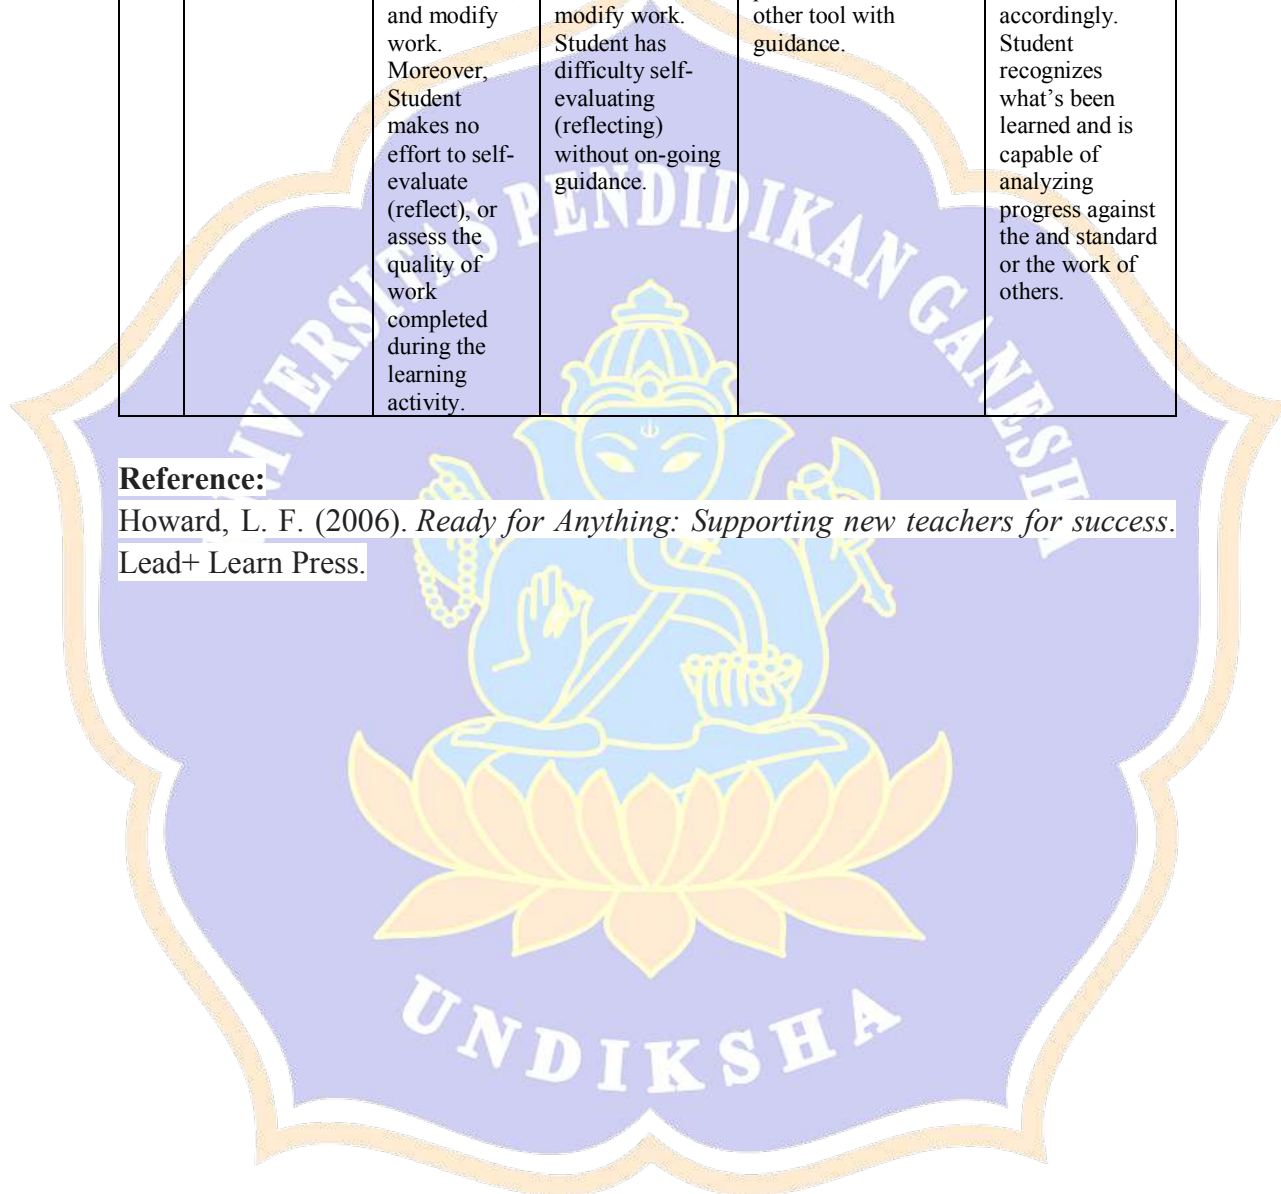 and modify
work.
Moreover,
Student
makes no
effort to self-
evaluate
(reflect), or
assess the
quality of
work
completed
during the
learning
activity.
modify work.
Student has
difficulty self-
evaluating
(reflecting)
without on-going
guidance.
other tool with
guidance.
accordingly.
Student
recognizes
what’s been
learned and is
capable of
analyzing
progress against
the and standard
or the work of
others.
Reference:
Howard, L. F. (2006). Ready for Anything: Supporting new teachers for success.
Lead+ Learn Press.
UNIVERSITAS PENDIDIKAN GANESHA
UNDIKSHA